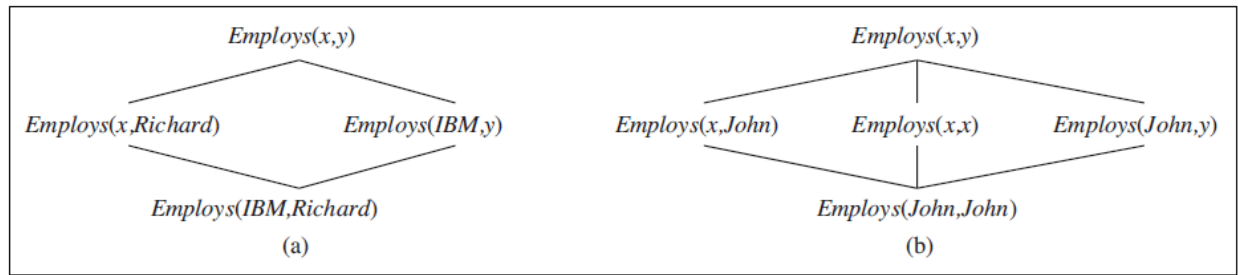 Employs(x,y) Employs(x,y)
Employs(x,Richard) Employs(IBM,y) Employs(x,John) Employs(x,x) Employs(John,y)
Employs(IBM,Richard) Employs(John,John)
(a) (b)